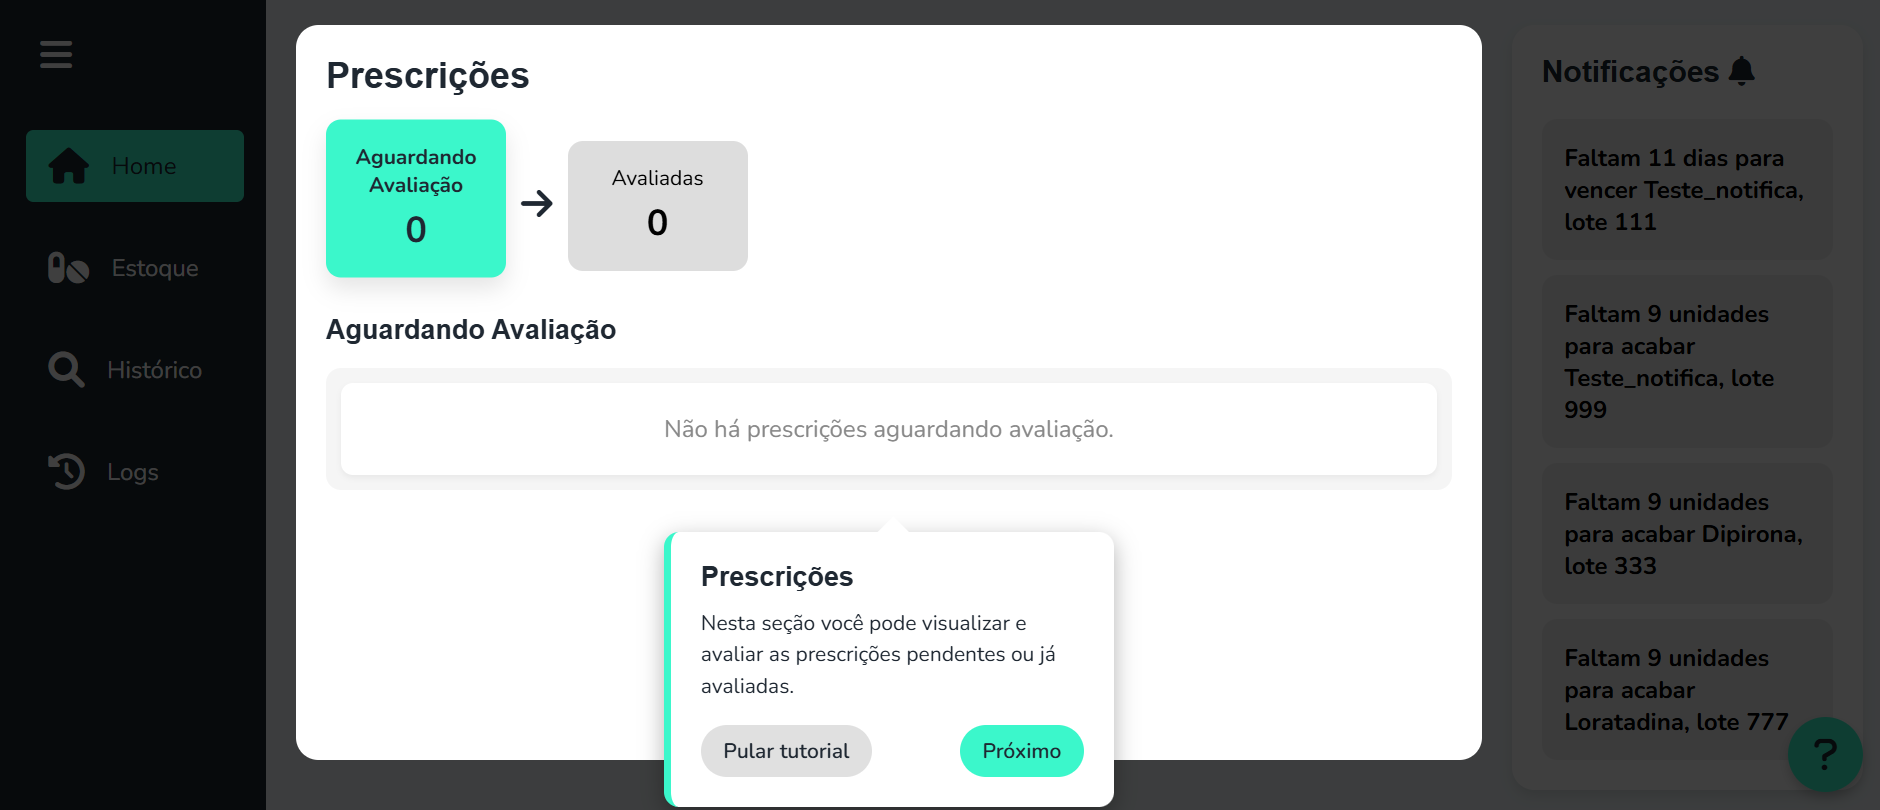 Home
Estoque
Histórico
Logs
Prescrições
Aguardando
Avaliação
0
Avaliadas
0
Aguardando Avaliação
Não há prescrições aguardando avaliação.
Prescrições
Nesta seção você pode visualizar e
avaliar as prescrições pendentes ou já
avaliadas.
Pular tutorial
Próximo
Notificações
Faltam 11 dias para
vencer Teste_notifica,
lote 111
Faltam 9 unidades
para acabar
Teste_notifica, lote
999
Faltam 9 unidades
para acabar Dipirona,
lote 333
Faltam 9 unidades
para acabar
Loratadina, lote 777
?